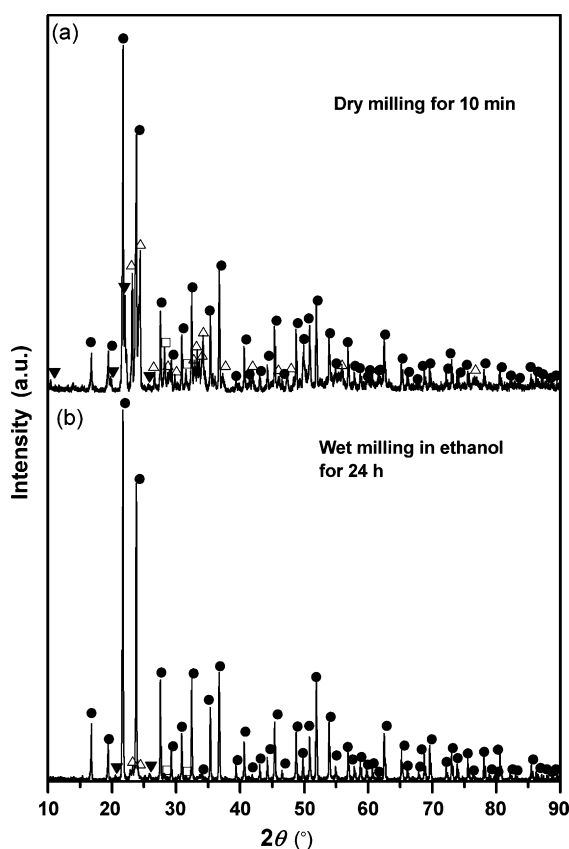 (a)
Dry milling for 10 min
(b)
Wet milling in ethanol
for 24 h
Intensity (a.u.)
10 20 30 40 50 60 70 80 90
2θ (°)